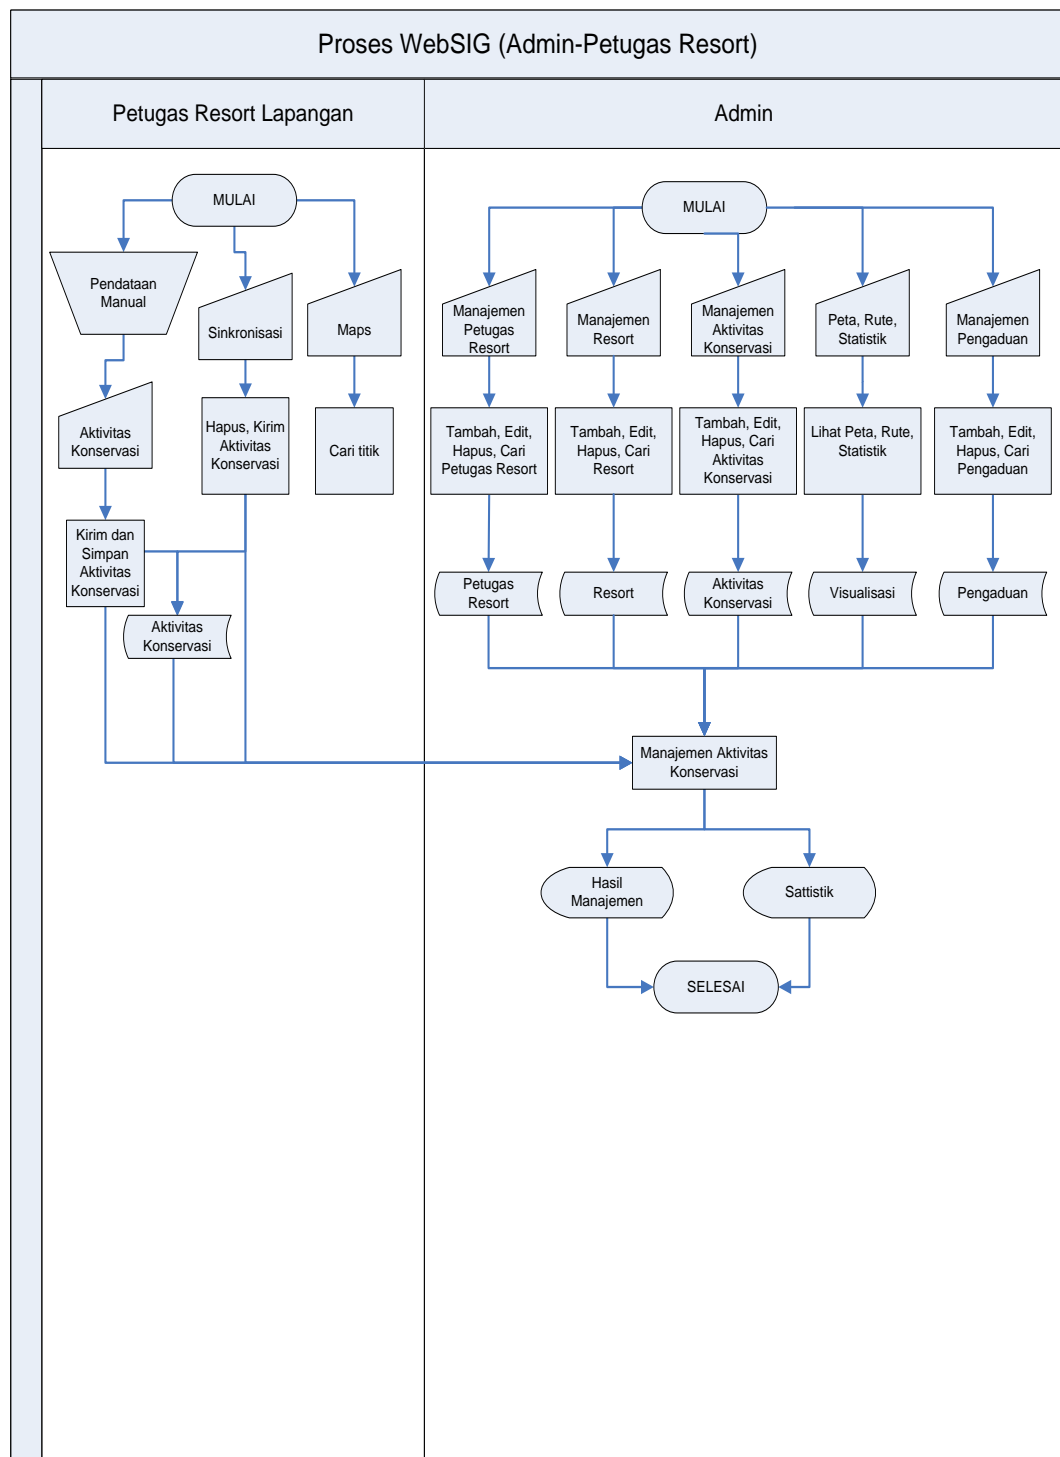 Proses WebSIG (Admin-Petugas Resort)
Petugas Resort Lapangan
Admin
MULAI
Pendataan
Manual
Sinkronisasi
Maps
Aktivitas
Konservasi
Hapus, Kirim
Aktivitas
Konservasi
Cari titik
Kirim dan
Simpan
Aktivitas
Konservasi
Aktivitas
Konservasi
MULAI
Manajemen
Petugas
Resort
Manajemen
Resort
Manajemen
Aktivitas
Konservasi
Peta, Rute,
Statistik
Manajemen
Pengaduan
Tambah, Edit,
Hapus, Cari
Petugas Resort
Tambah, Edit,
Hapus, Cari
Resort
Tambah, Edit,
Hapus, Cari
Aktivitas
Konservasi
Lihat Peta, Rute,
Statistik
Tambah, Edit,
Hapus, Cari
Pengaduan
Petugas
Resort
Resort
Aktivitas
Konservasi
Visualisasi
Pengaduan
Manajemen Aktivitas
Konservasi
Hasil
Manajemen
Sattistik
SELESAI